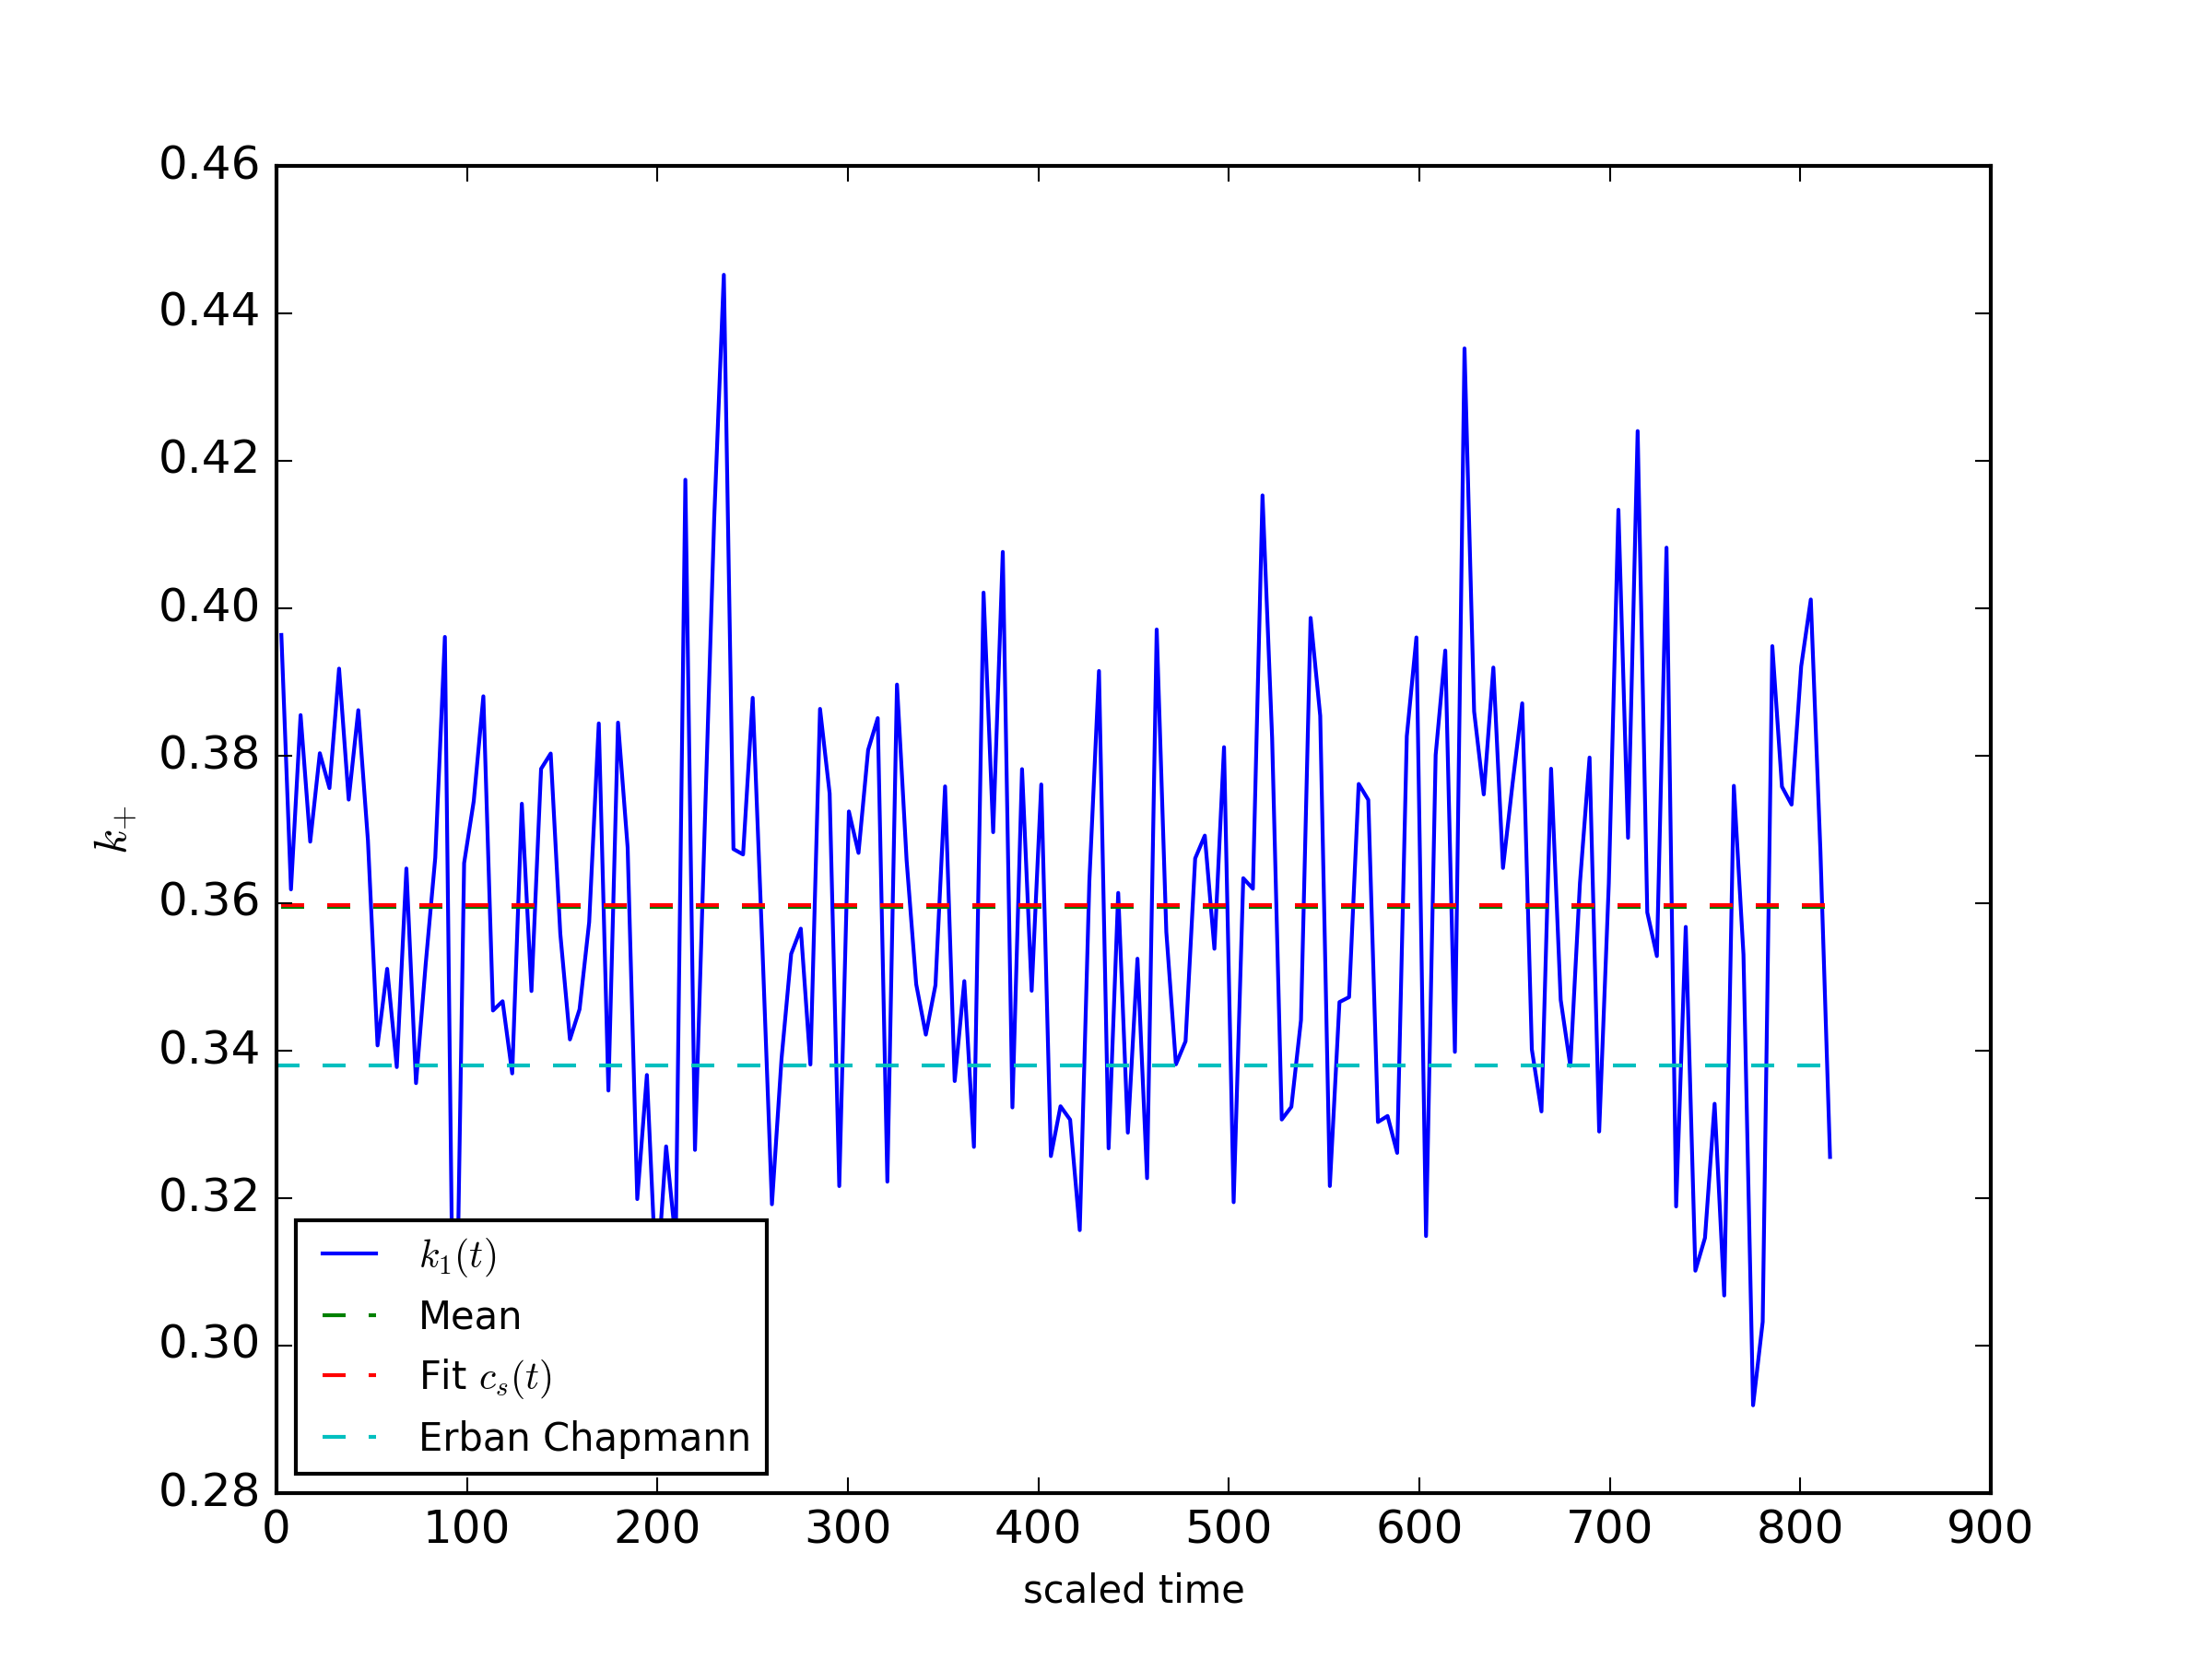 0.46
0.44
0.42
0.40
0.38
0.36
0.34
0.32
0.30
0.28
k₊
k₁(t)
Mean
Fit cₛ(t)
Erban Chapmann
0 100 200 300 400 500 600 700 800 900
scaled time